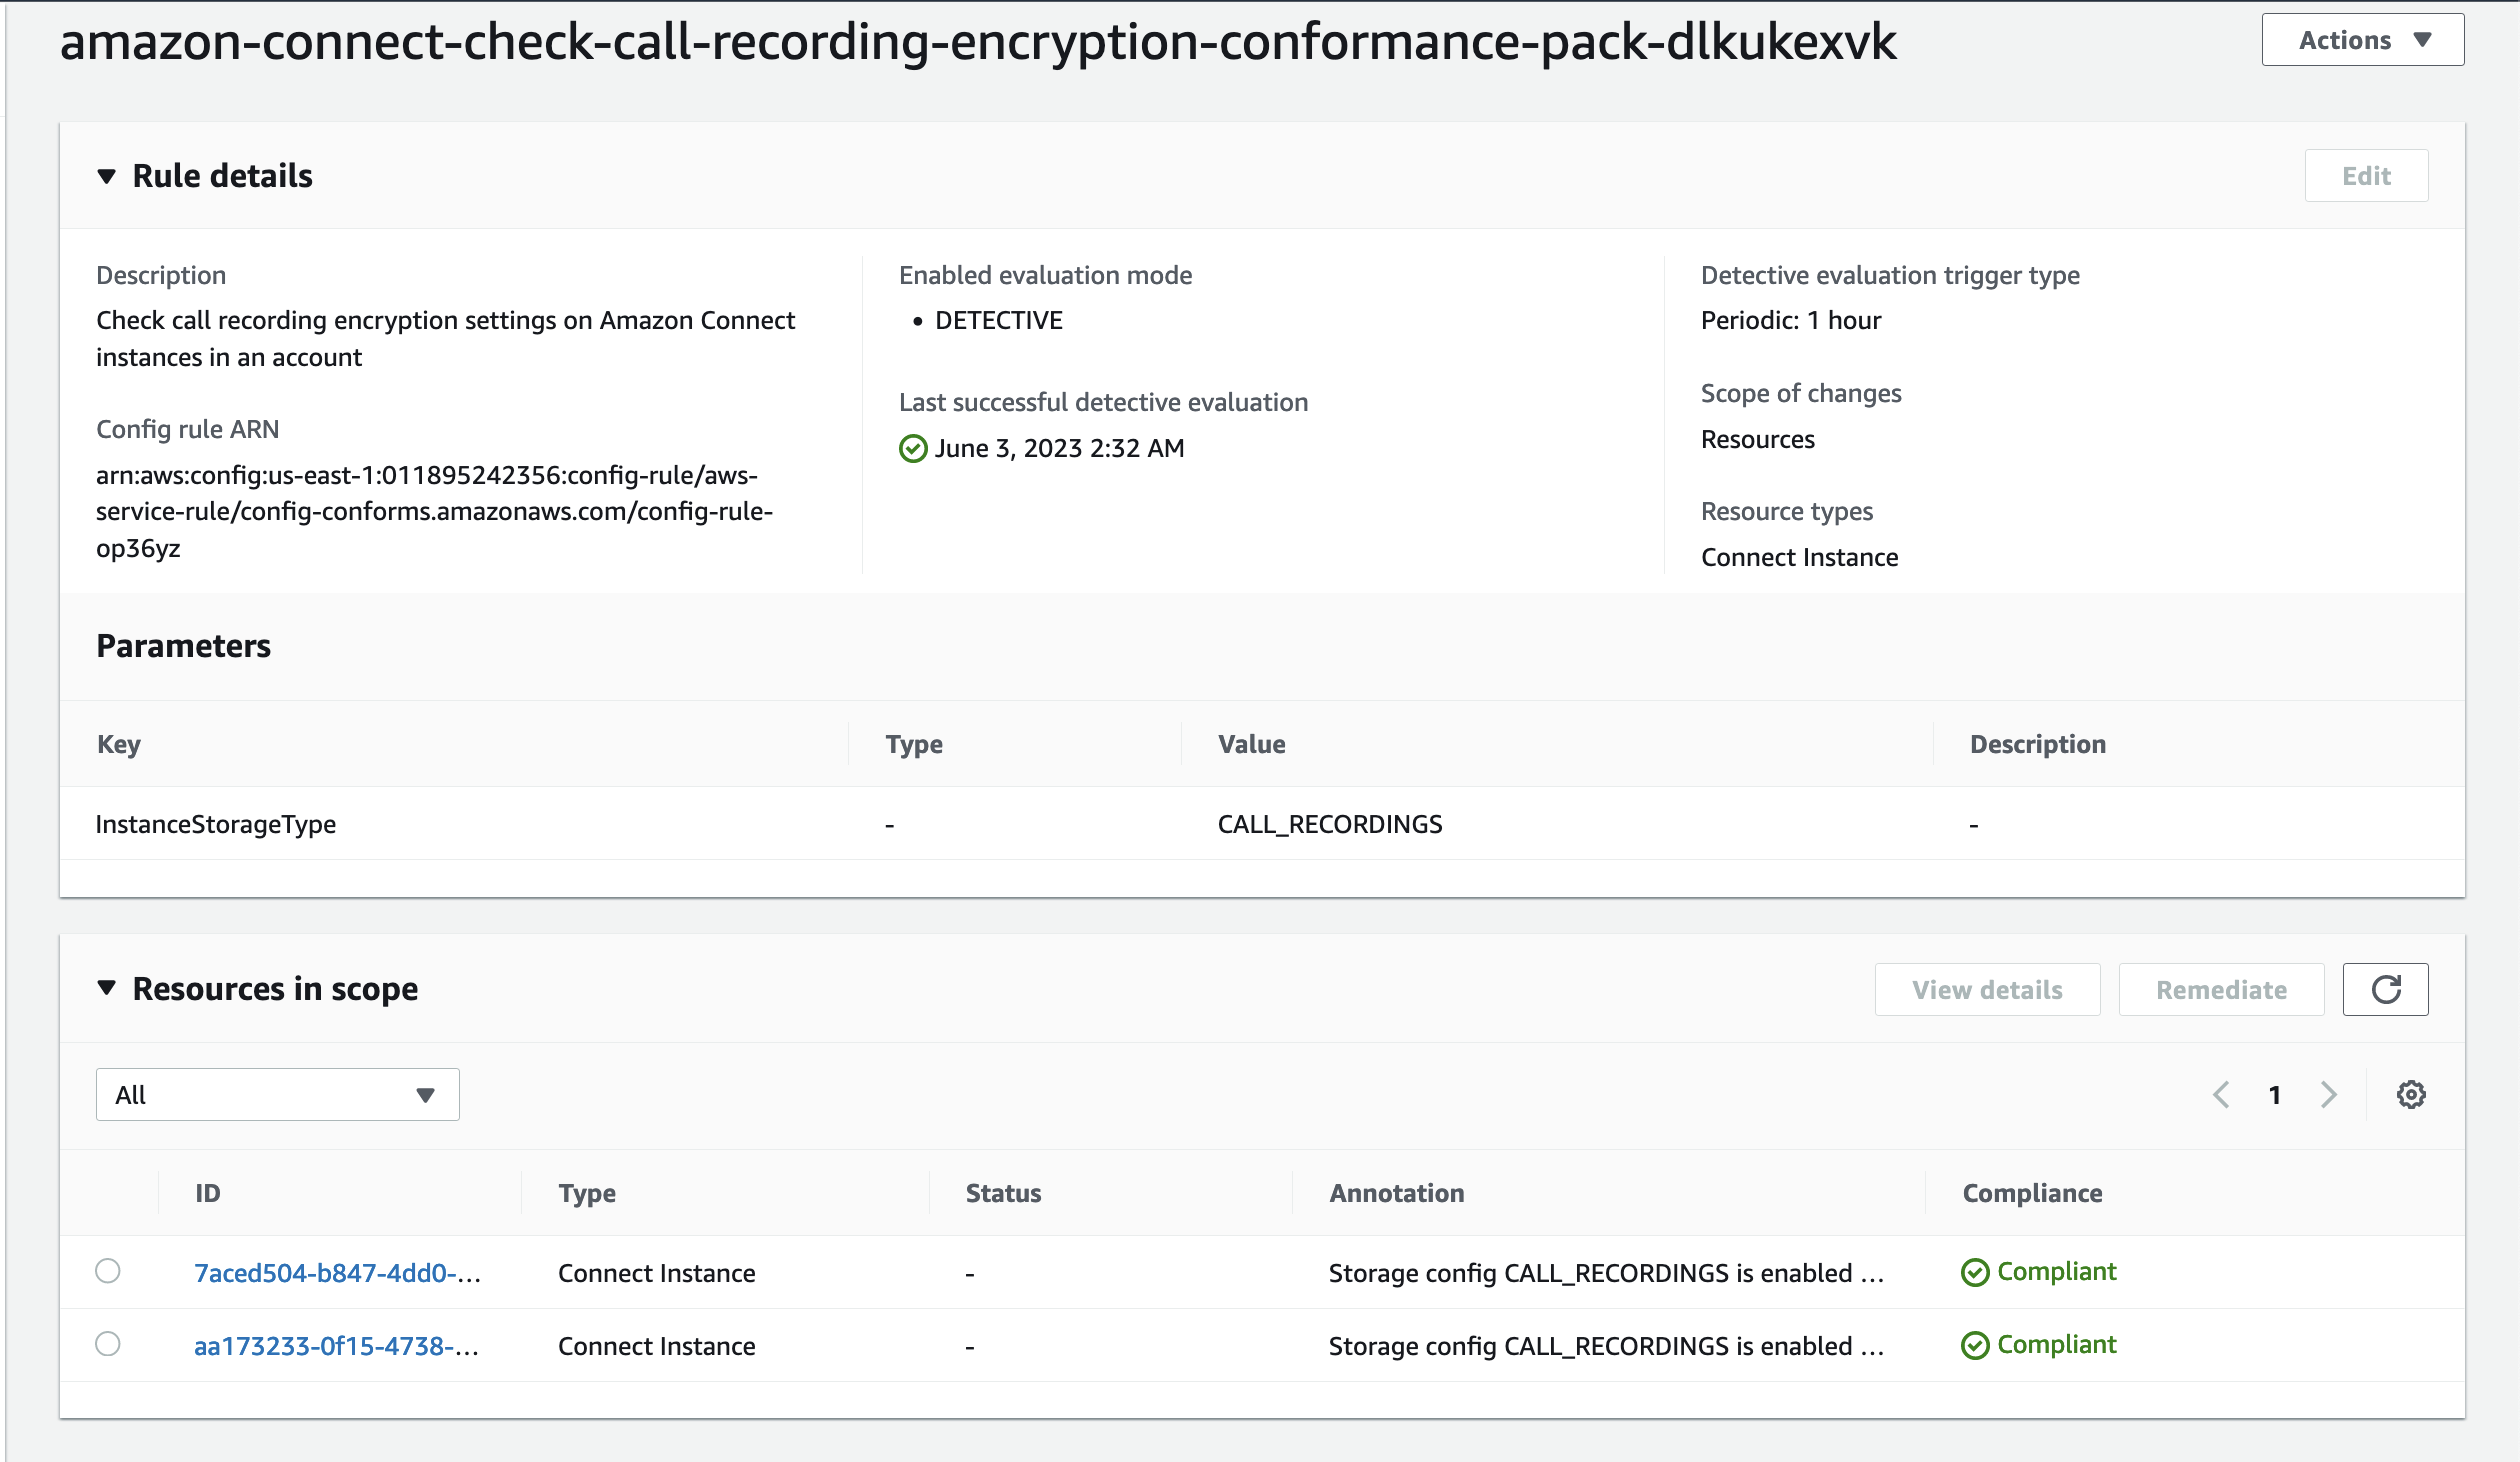 amazon-connect-check-call-recording-encryption-conformance-pack-dlkukexvk
Actions
Rule details
Edit
Description
Check call recording encryption settings on Amazon Connect
instances in an account
Config rule ARN
arn:aws:config:us-east-1:011895242356:config-rule/aws-
service-rule/config-conforms.amazonaws.com/config-rule-
op36yz
Enabled evaluation mode
• DETECTIVE
Last successful detective evaluation
June 3, 2023 2:32 AM
Detective evaluation trigger type
Periodic: 1 hour
Scope of changes
Resources
Resource types
Connect Instance
Parameters
Key Type Value Description
InstanceStorageType - CALL_RECORDINGS -
Resources in scope
View details Remediate
All
1
ID Type Status Annotation Compliance
7aced504-b847-4dd0-... Connect Instance - Storage config CALL_RECORDINGS is enabled ... Compliant
aa173233-0f15-4738-... Connect Instance - Storage config CALL_RECORDINGS is enabled ... Compliant